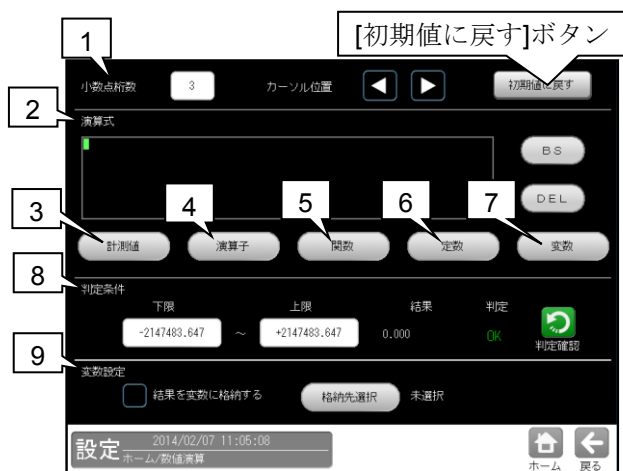 [初期値に戻す]ボタン
1
小数点桁数 3 カーソル位置 初期値に戻す
2
演算式
BS
DEL
3 4 5 6 7
計測値 演算子 関数 定数 変数
8
判定条件
下限 上限 結果 判定
-2147483.647 ～ +2147483.647 0.000 OK
判定確認
9
変数設定
結果を変数に格納する 格納先選択 未選択
設定 2014/02/07 11:05:08
ホーム/数値演算
ホーム 戻る